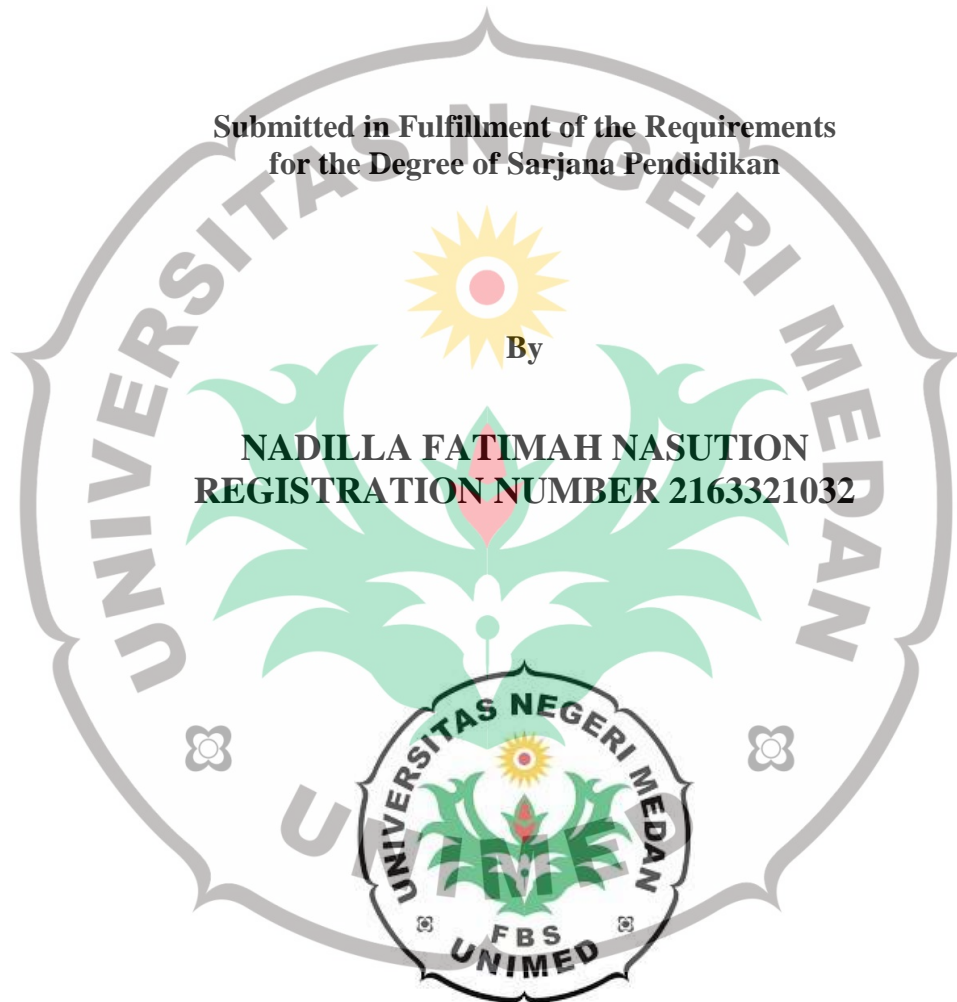 Submitted in Fulfillment of the Requirements
for the Degree of Sarjana Pendidikan
By
NADILLA FATIMAH NASUTION
REGISTRATION NUMBER 2163321032
UNIVERSITAS NEGERI MEDAN
UNIMED
UNIVERSITAS NEGERI MEDAN
FBS
UNIMED